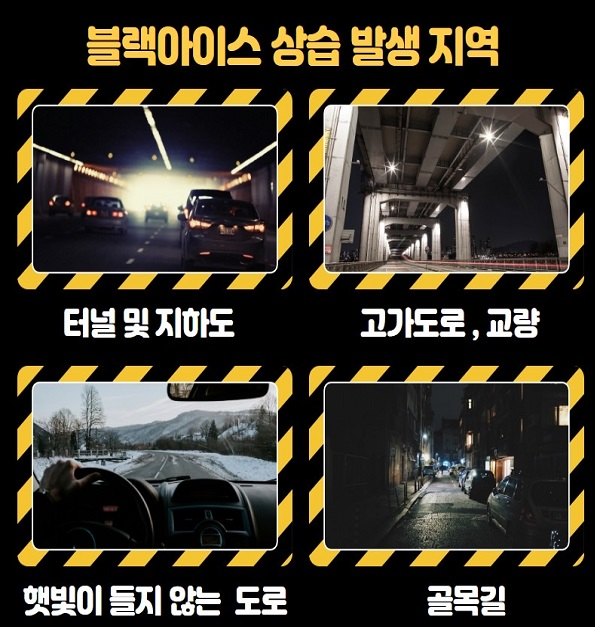 블랙아이스 상습 발생 지역
터널 및 지하도
고가도로 , 교량
햇빛이 들지 않는 도로
골목길